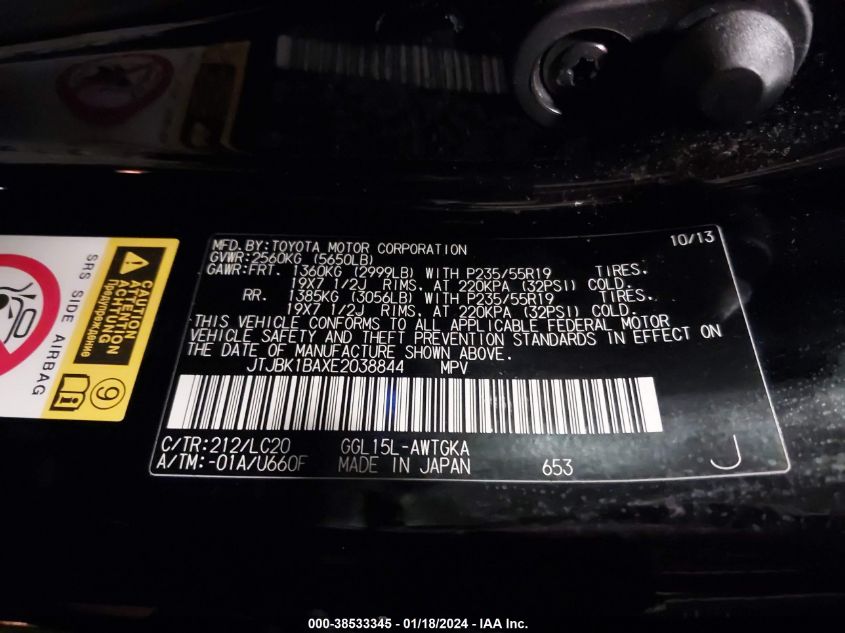 MFD.BY:TOYOTA MOTOR CORPORATION 10/13
GVWR:2560KG (5650LB)
GAWR:FRT. 1360KG (2999LB) WITH P235/55R19 TIRES.
19X7 1/2J RIMS. AT 220KPA (32PSI) COLD.
RR. 1385KG (3056LB) WITH P235/55R19 TIRES.
19X7 1/2J RIMS. AT 220KPA (32PSI) COLD.
THIS VEHICLE CONFORMS TO ALL APPLICABLE FEDERAL MOTOR
VEHICLE SAFETY AND THEFT PREVENTION STANDARDS IN EFFECT ON
THE DATE OF MANUFACTURE SHOWN ABOVE.
JTJBK1BAXE2038844 MPV
C/TR:212/LC20 GGL15L-AWTGKA
A/TM:-01A/U660F MADE IN JAPAN 653 J
SRS SIDE AIRBAG
CAUTION
ATTENTION
ACHTUNG
Предупреждение
9
i
000-38533345 - 01/18/2024 - IAA Inc.